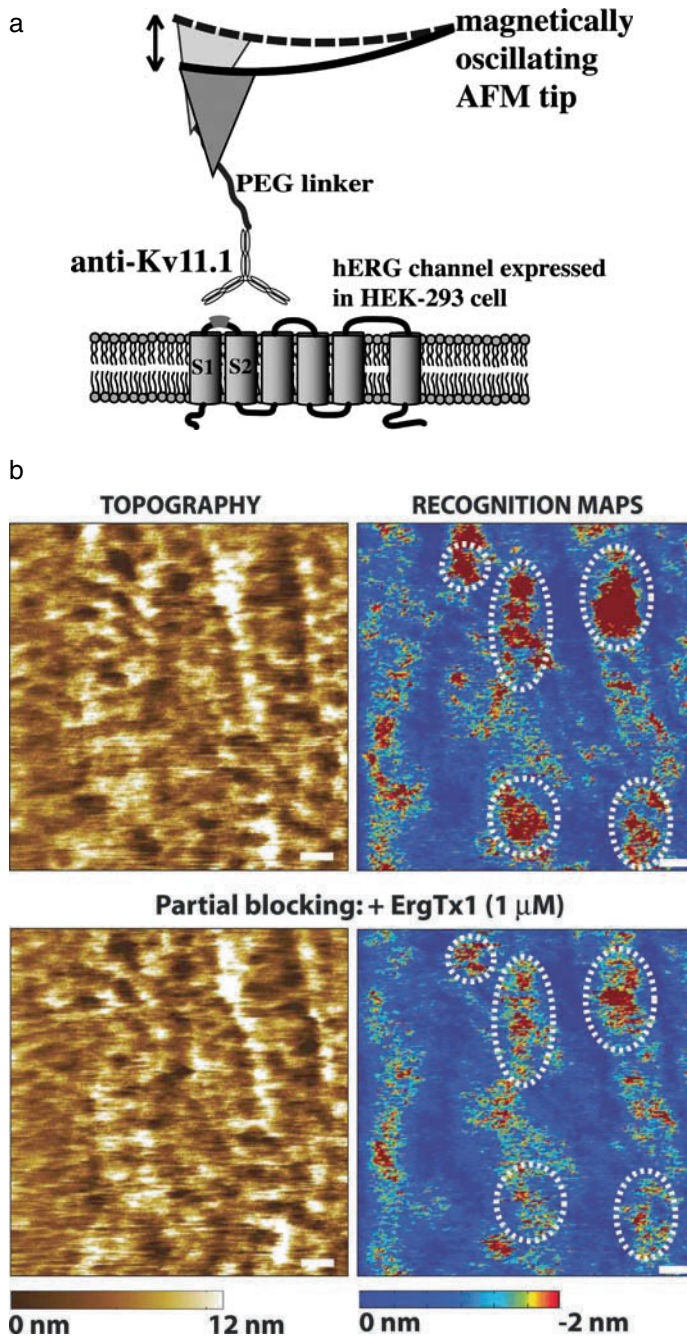 a
magnetically
oscillating
AFM tip
PEG linker
anti-Kv11.1
hERG channel expressed
in HEK-293 cell
S1 S2
b
TOPOGRAPHY RECOGNITION MAPS
Partial blocking: + ErgTx1 (1 μM)
0 nm 12 nm 0 nm -2 nm